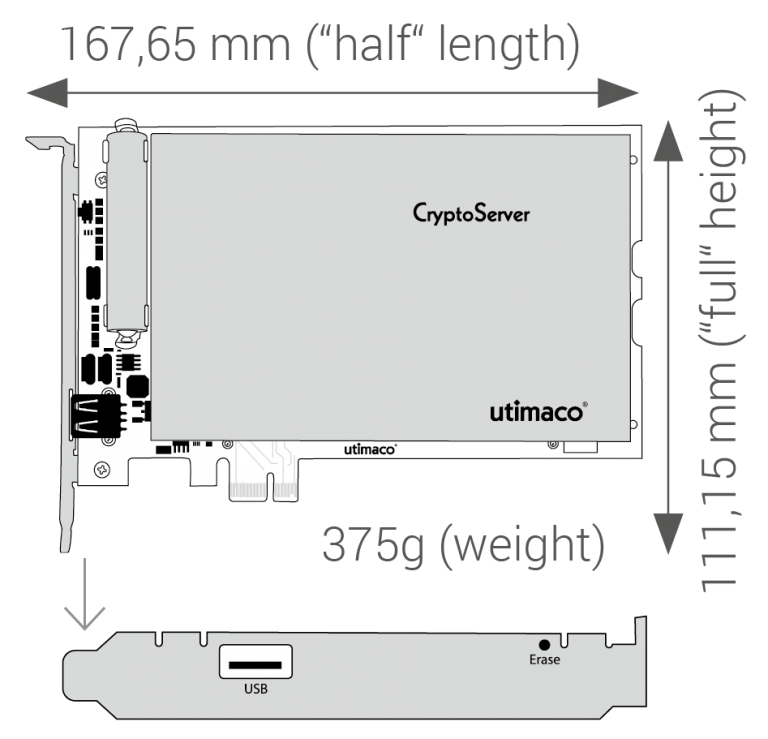 167,65 mm (“half“ length)
CryptoServer
111,15 mm (“full“ height)
utimaco®
utimaco®
375g (weight)
Erase
USB